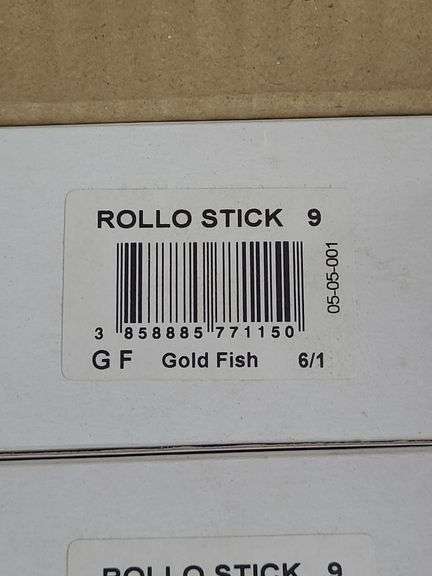 ROLLO STICK 9
05-05-001
3 858885 771150
G F Gold Fish 6/1
ROLLO STICK 9